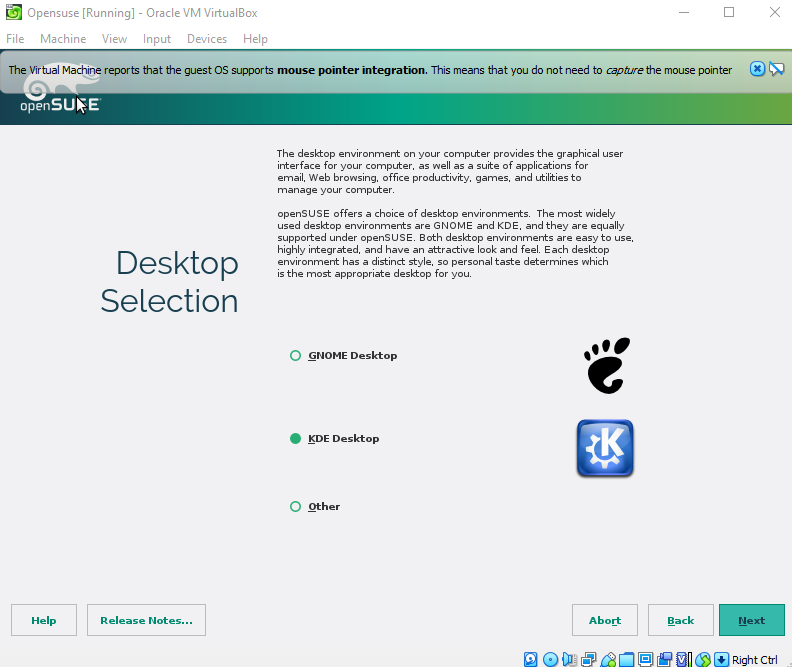 Opensuse [Running] - Oracle VM VirtualBox
File Machine View Input Devices Help
The Virtual Machine reports that the guest OS supports mouse pointer integration. This means that you do not need to capture the mouse pointer
openSUSE
The desktop environment on your computer provides the graphical user
interface for your computer, as well as a suite of applications for
email, Web browsing, office productivity, games, and utilities to
manage your computer.
openSUSE offers a choice of desktop environments. The most widely
used desktop environments are GNOME and KDE, and they are equally
supported under openSUSE. Both desktop environments are easy to use,
highly integrated, and have an attractive look and feel. Each desktop
environment has a distinct style, so personal taste determines which
is the most appropriate desktop for you.
Desktop
Selection
GNOME Desktop
KDE Desktop
Other
Help Release Notes... Abort Back Next
Right Ctrl